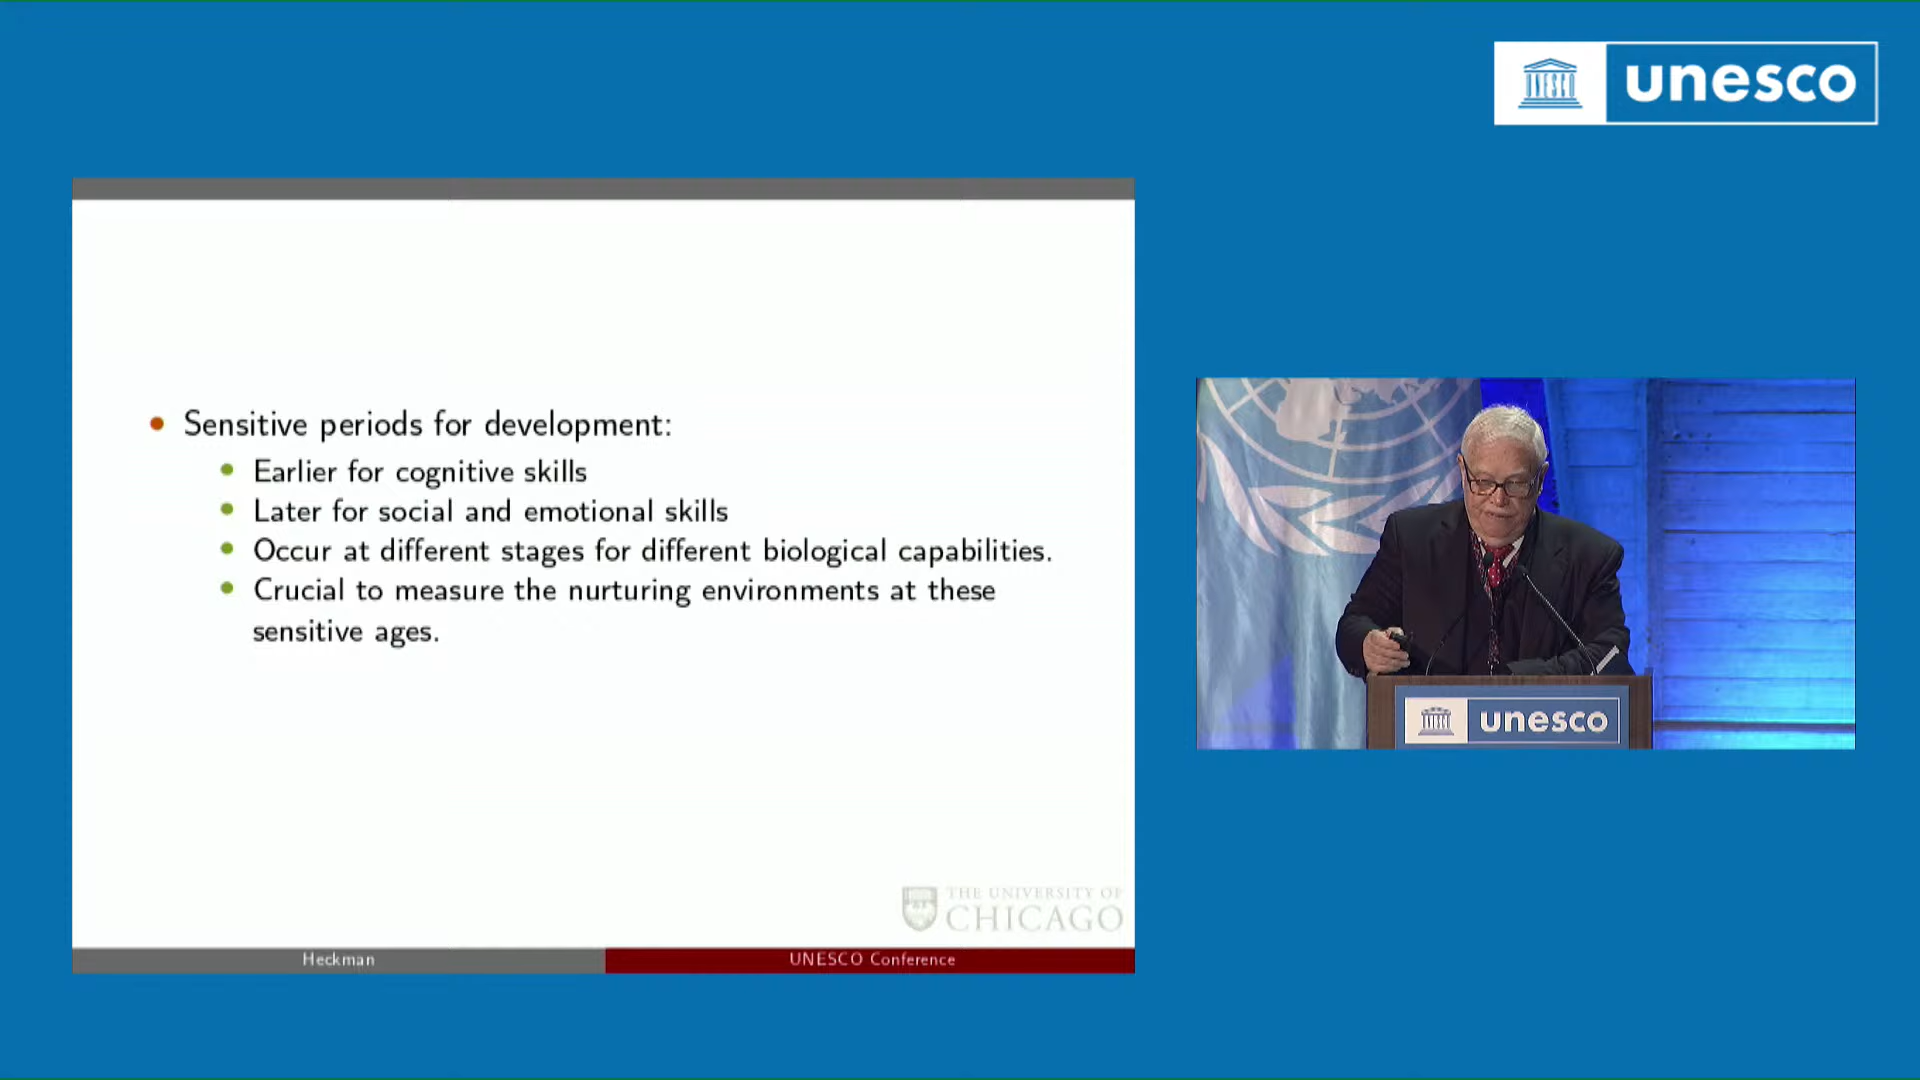 UNESCO
unesco
Sensitive periods for development:
Earlier for cognitive skills
Later for social and emotional skills
Occur at different stages for different biological capabilities.
Crucial to measure the nurturing environments at these
sensitive ages.
THE UNIVERSITY OF
CHICAGO
Heckman
UNESCO Conference
unesco